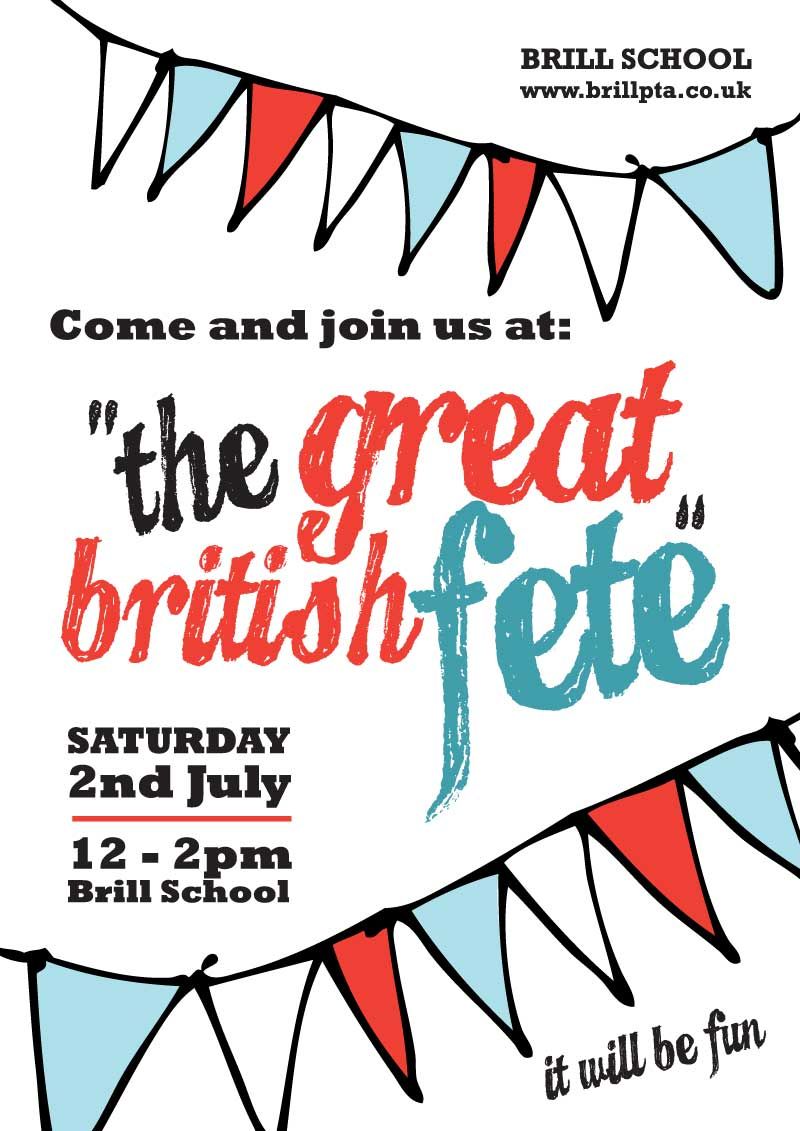 BRILL SCHOOL
www.brillpta.co.uk
Come and join us at:
"the great
british fete"
SATURDAY
2nd July
12 - 2pm
Brill School
it will be fun